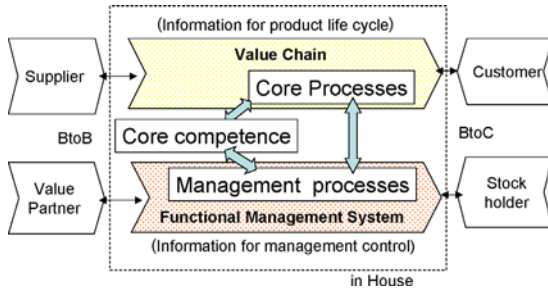 (Information for product life cycle)
Value Chain
Supplier
Core Processes
Customer
BtoB
Core competence
BtoC
Value
Partner
Management processes
Stock
holder
Functional Management System
(Information for management control)
in House